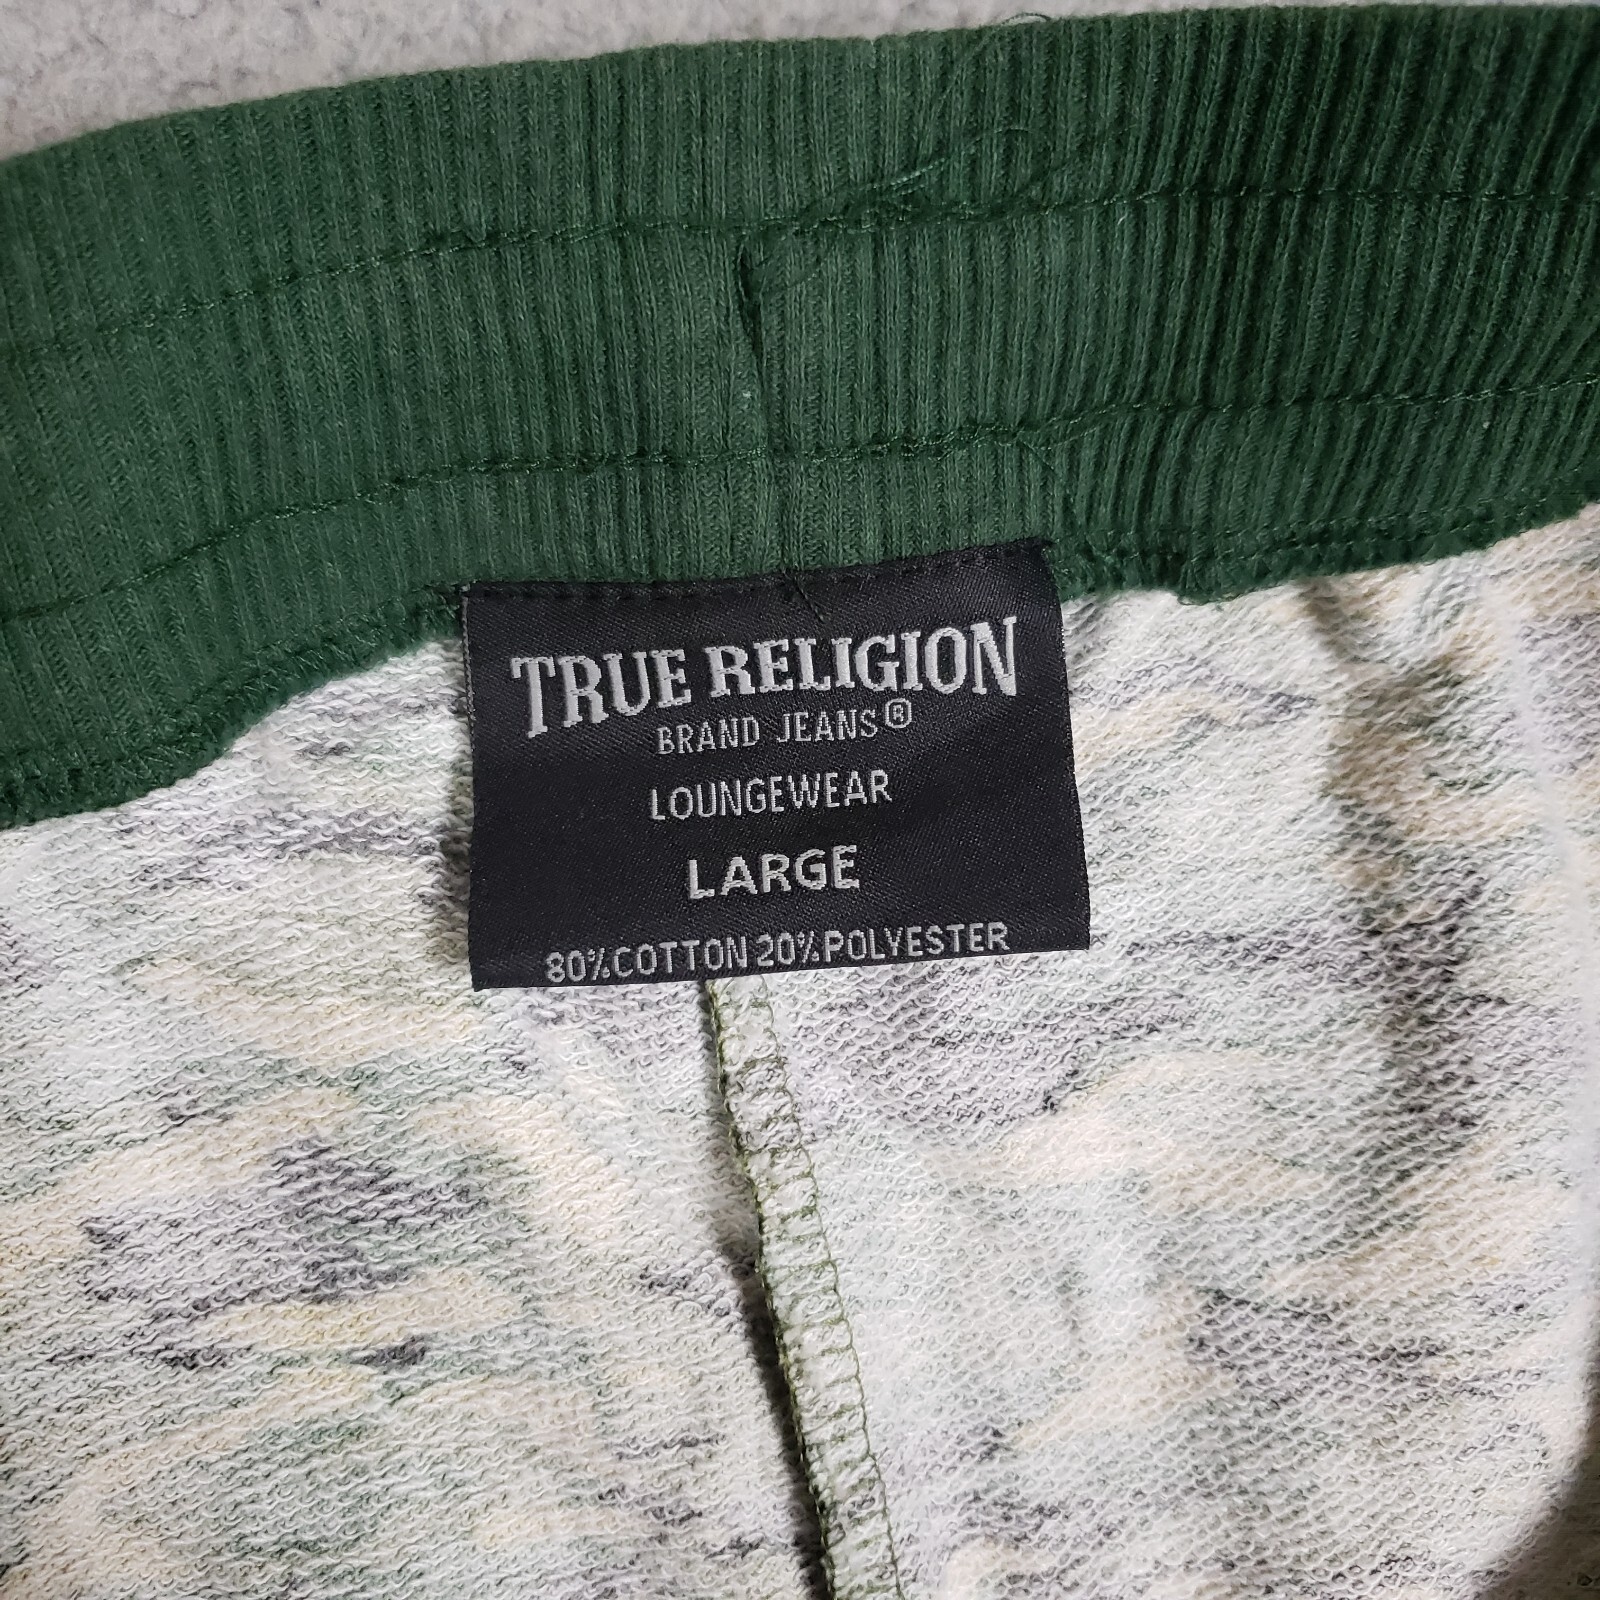 TRUE RELIGION
BRAND JEANS®
LOUNGEWEAR
LARGE
80%COTTON 20%POLYESTER